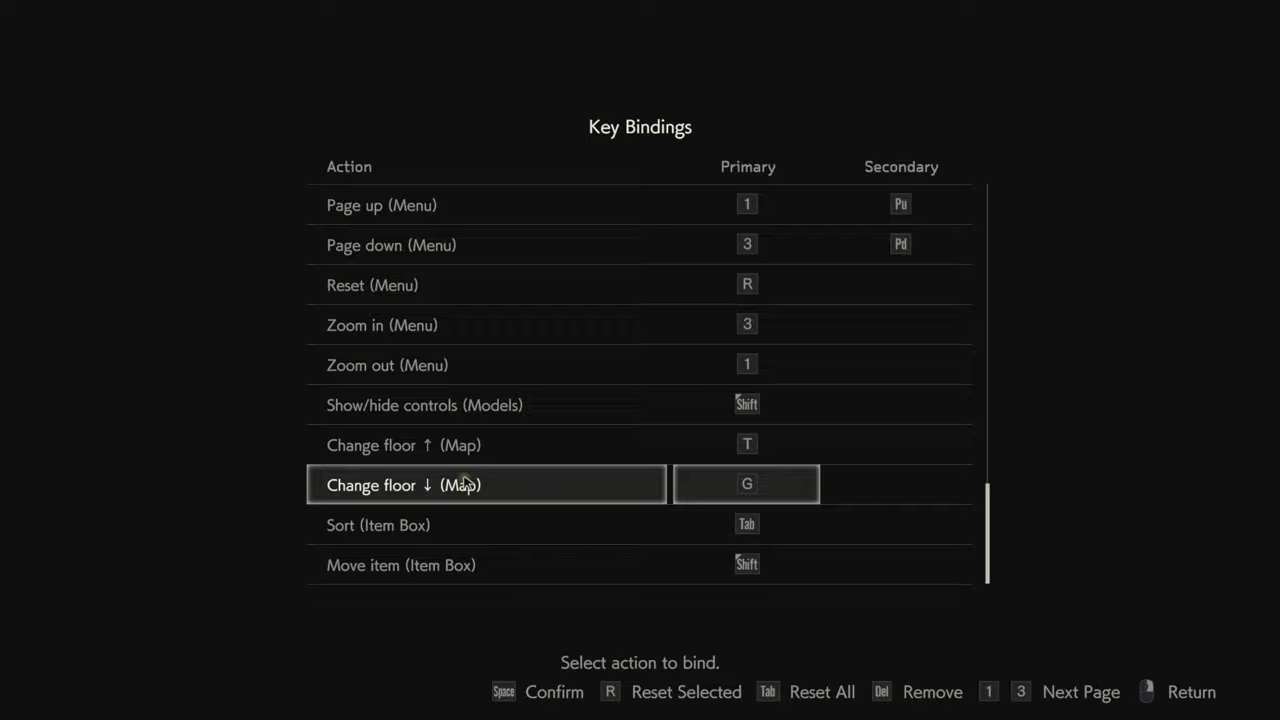 Key Bindings
Action Primary Secondary
Page up (Menu) 1 Pu
Page down (Menu) 3 Pd
Reset (Menu) R
Zoom in (Menu) 3
Zoom out (Menu) 1
Show/hide controls (Models) Shift
Change floor ↑ (Map) T
Change floor ↓ (Map) G
Sort (Item Box) Tab
Move item (Item Box) Shift
Select action to bind.
Space Confirm R Reset Selected Tab Reset All Del Remove 1 3 Next Page Return